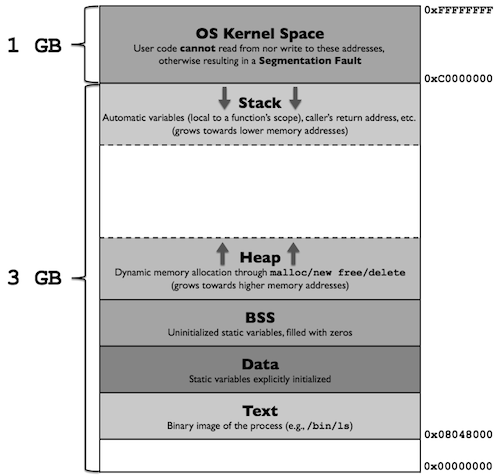 0xFFFFFFFF
1 GB
OS Kernel Space
User code cannot read from nor write to these addresses,
otherwise resulting in a Segmentation Fault
0xC0000000
Stack
Automatic variables (local to a function's scope), caller's return address, etc.
(grows towards lower memory addresses)
3 GB
Heap
Dynamic memory allocation through malloc/new free/delete
(grows towards higher memory addresses)
BSS
Uninitialized static variables, filled with zeros
Data
Static variables explicitly initialized
Text
Binary image of the process (e.g., /bin/ls)
0x08048000
0x00000000